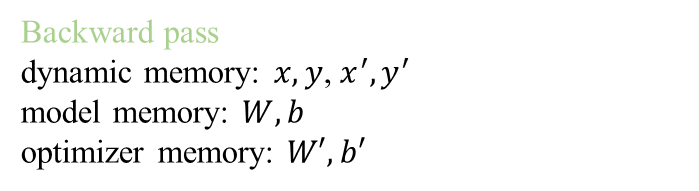 Backward pass
dynamic memory: x, y, x′, y′
model memory: W, b
optimizer memory: W′, b′